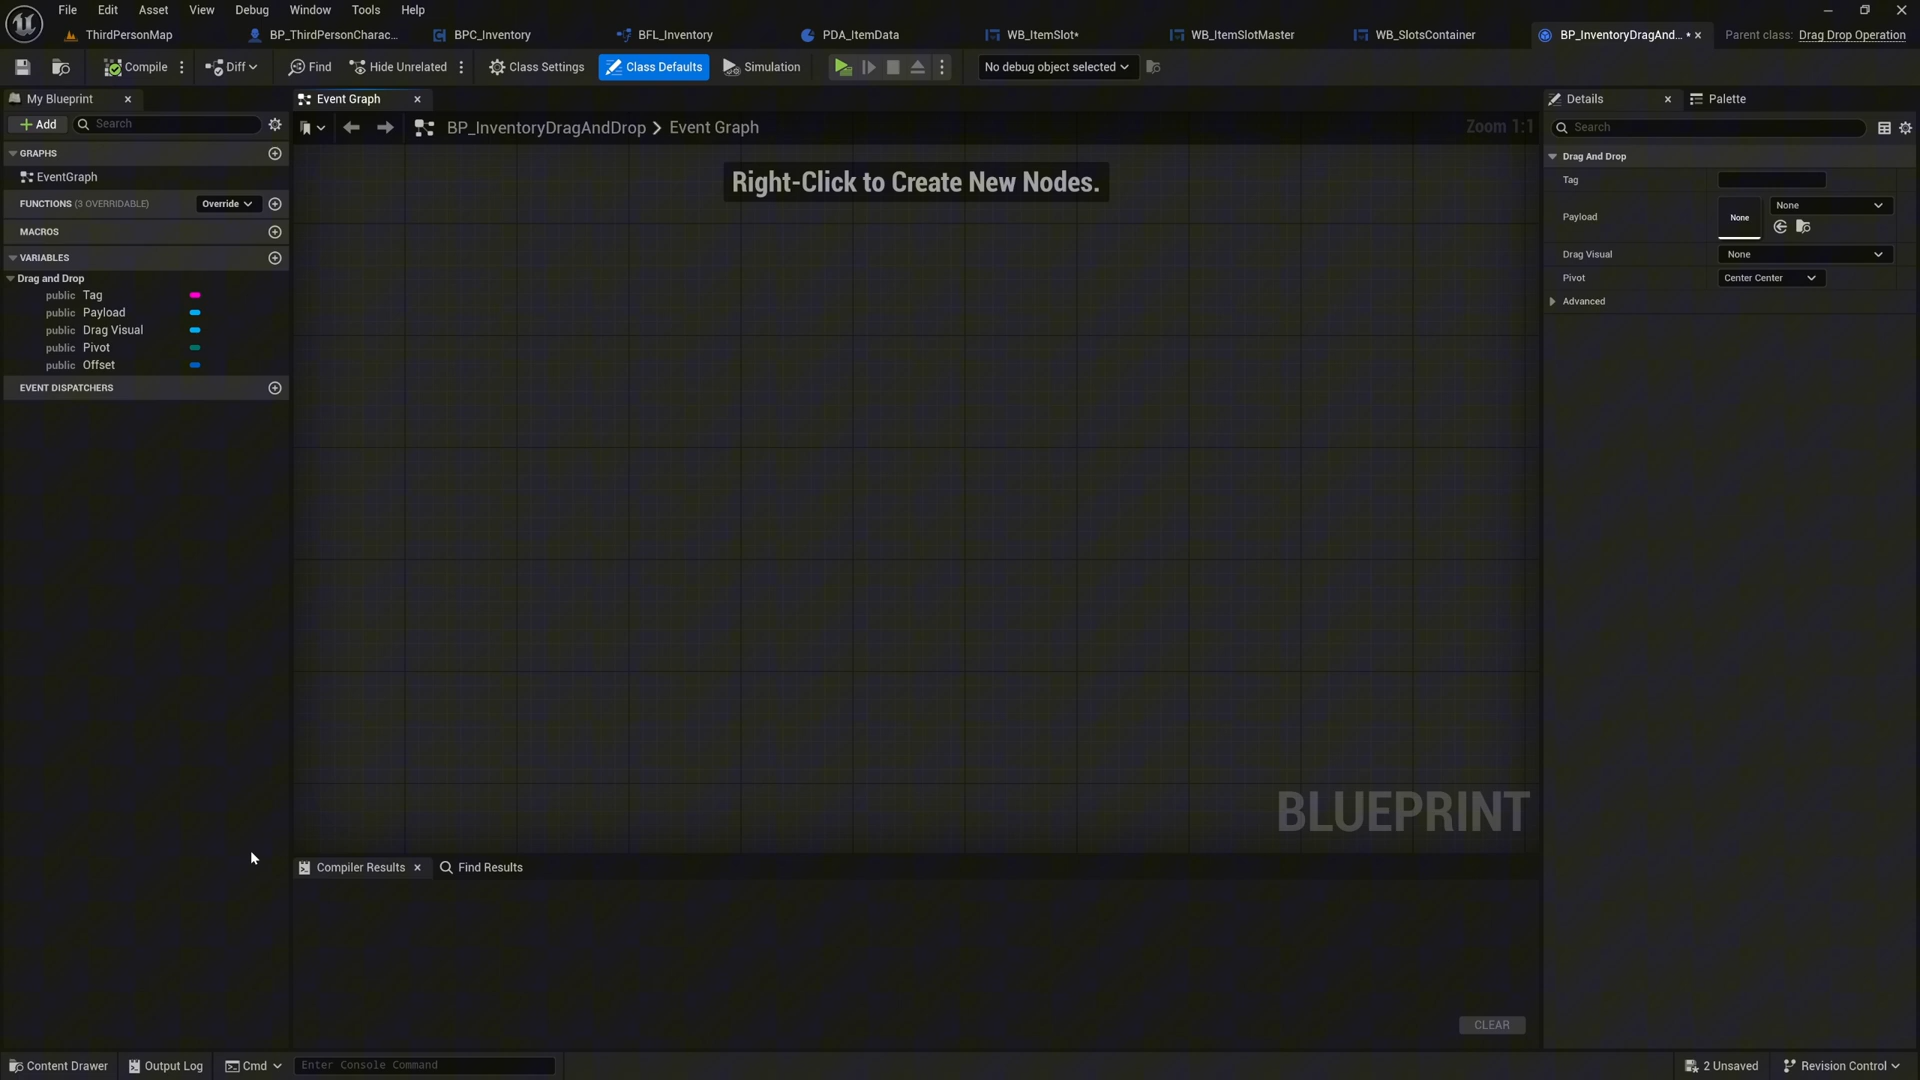 File Edit Asset View Debug Window Tools Help
ThirdPersonMap BP_ThirdPersonCharac... BPC_Inventory BFL_Inventory PDA_ItemData WB_ItemSlot* WB_ItemSlotMaster WB_SlotsContainer BP_InventoryDragAnd... * Parent class: Drag Drop Operation
Compile Diff Find Hide Unrelated Class Settings Class Defaults Simulation No debug object selected
My Blueprint Event Graph Details Palette
Add Search BP_InventoryDragAndDrop > Event Graph Zoom 1:1 Search
GRAPHS
EventGraph
FUNCTIONS (3 OVERRIDABLE) Override
MACROS
VARIABLES
Drag and Drop
public Tag
public Payload
public Drag Visual
public Pivot
public Offset
EVENT DISPATCHERS
Right-Click to Create New Nodes.
BLUEPRINT
Drag And Drop
Tag
Payload None None
Drag Visual None
Pivot Center Center
Advanced
Compiler Results Find Results
CLEAR
Content Drawer Output Log Cmd Enter Console Command 2 Unsaved Revision Control